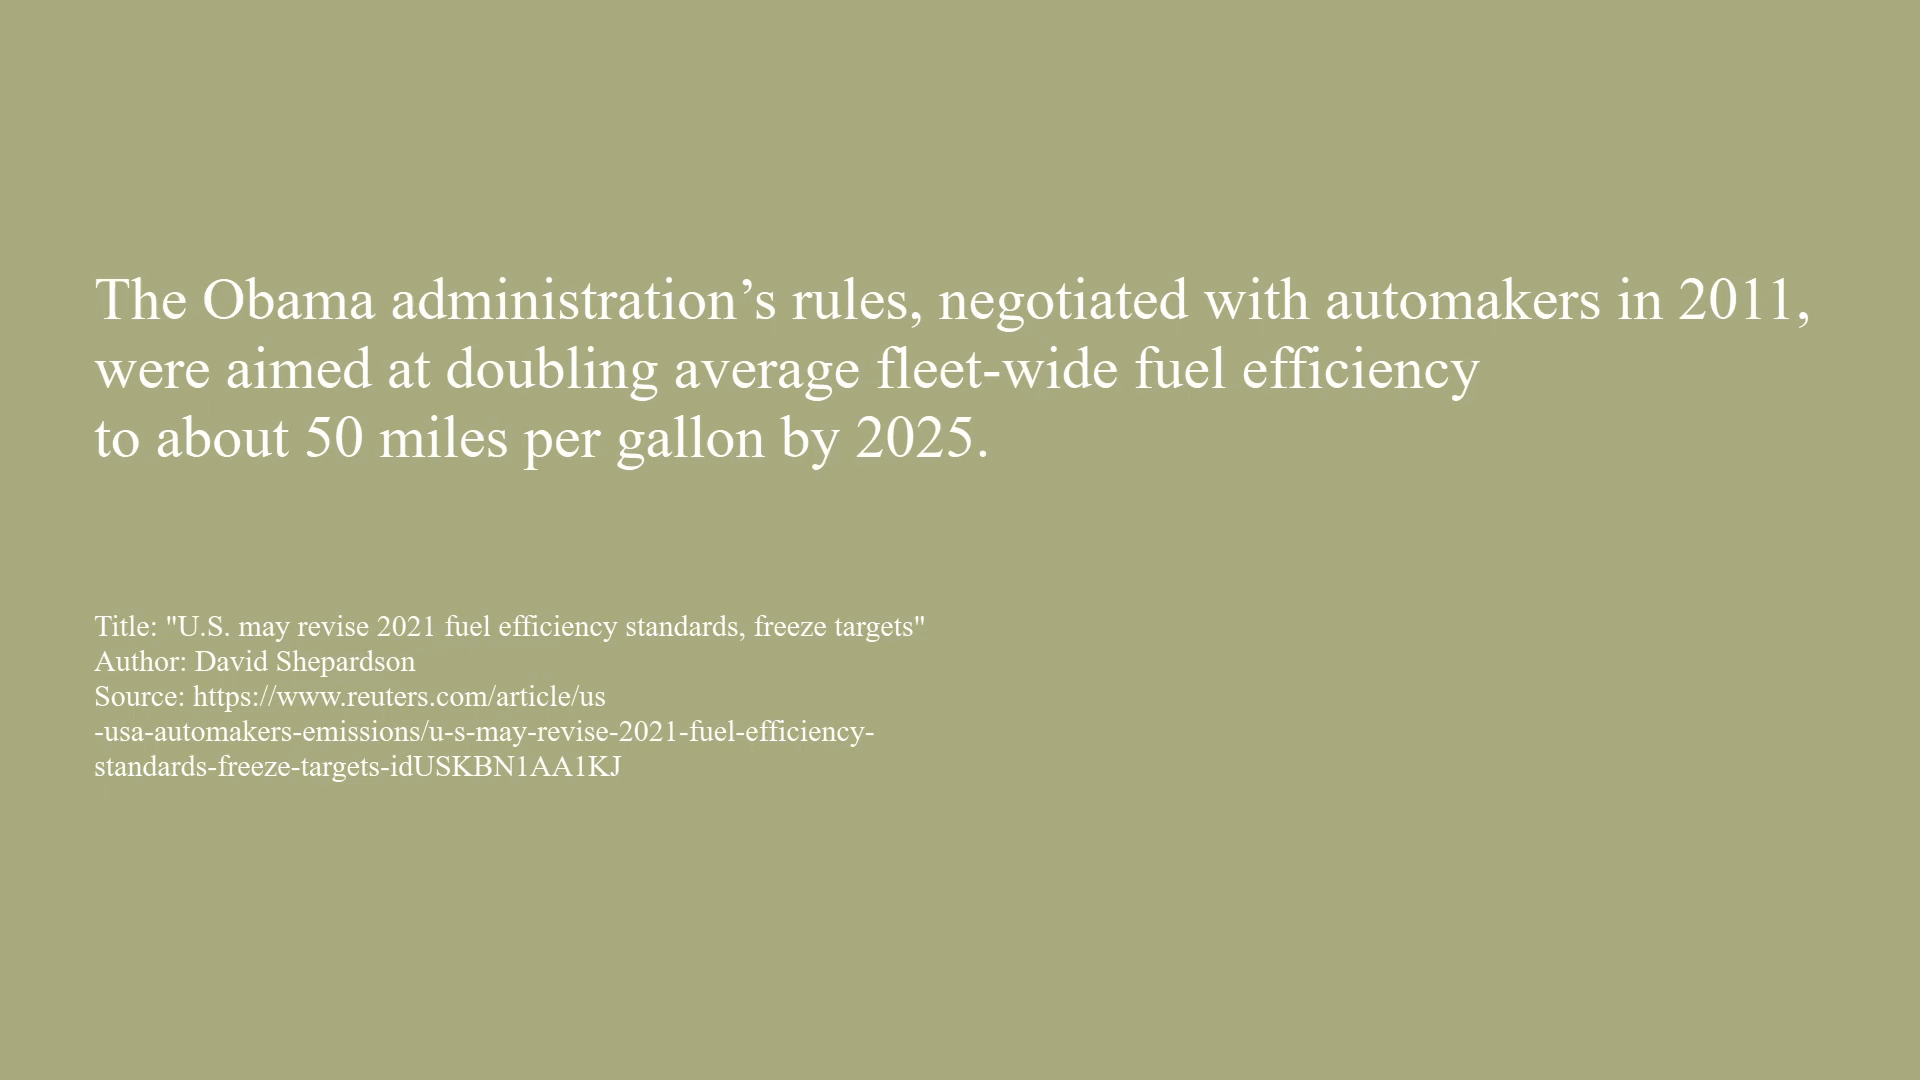 The Obama administration’s rules, negotiated with automakers in 2011,
were aimed at doubling average fleet-wide fuel efficiency
to about 50 miles per gallon by 2025.
Title: "U.S. may revise 2021 fuel efficiency standards, freeze targets"
Author: David Shepardson
Source: https://www.reuters.com/article/us
-usa-automakers-emissions/u-s-may-revise-2021-fuel-efficiency-
standards-freeze-targets-idUSKBN1AA1KJ